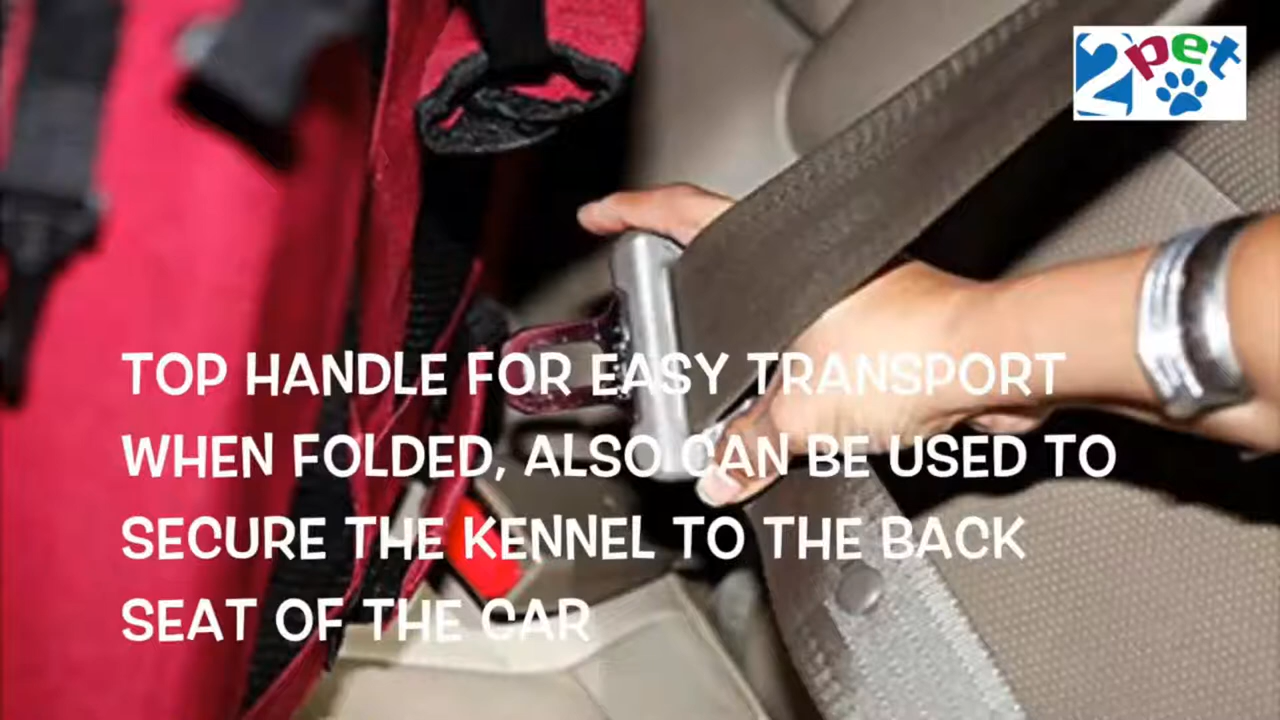 2pet
TOP HANDLE FOR EASY TRANSPORT
WHEN FOLDED, ALSO CAN BE USED TO
SECURE THE KENNEL TO THE BACK
SEAT OF THE CAR